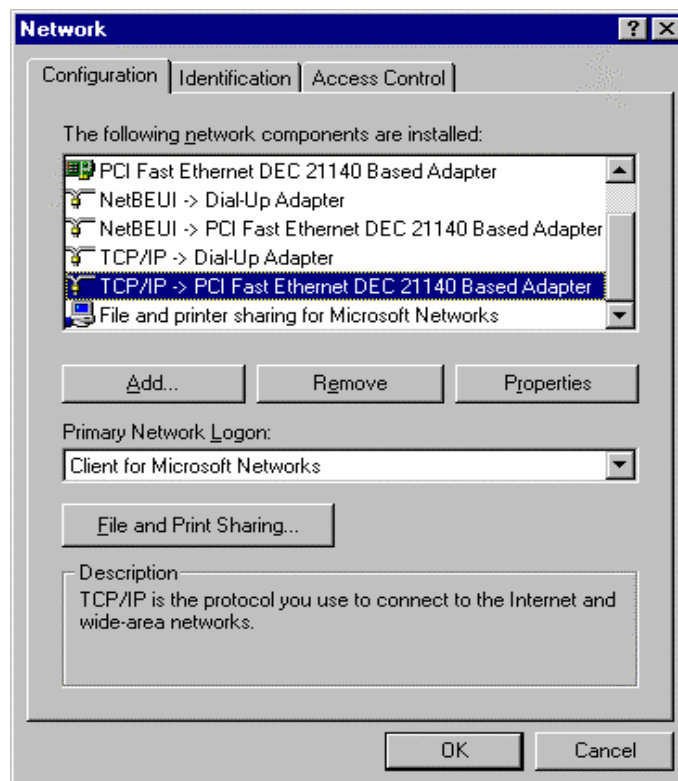 Network
Configuration Identification Access Control
The following network components are installed:
PCI Fast Ethernet DEC 21140 Based Adapter
NetBEUI -> Dial-Up Adapter
NetBEUI -> PCI Fast Ethernet DEC 21140 Based Adapter
TCP/IP -> Dial-Up Adapter
TCP/IP -> PCI Fast Ethernet DEC 21140 Based Adapter
File and printer sharing for Microsoft Networks
Add... Remove Properties
Primary Network Logon:
Client for Microsoft Networks
File and Print Sharing...
Description
TCP/IP is the protocol you use to connect to the Internet and
wide-area networks.
OK Cancel